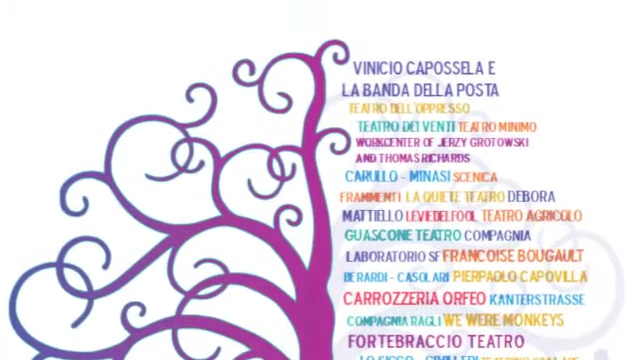 VINICIO CAPOSSELA E
LA BANDA DELLA POSTA
TEATRO DELL'OPPRESSO
TEATRO DEI VENTI TEATRO MINIMO
WORKCENTER OF JERZY GROTOWSKI
AND THOMAS RICHARDS
CARULLO - MINASI SCENICA
FRAMMENTI LA QUIETE TEATRO DEBORA
MATTIELLO LEVIEDELFOOL TEATRO AGRICOLO
GUASCONE TEATRO COMPAGNIA
LABORATORIO SF FRANCOISE BOUGAULT
BERARDI - CASOLARI PIERPAOLO CAPOVILLA
CARROZZERIA ORFEO KANTERSTRASSE
COMPAGNIA RAGLI WE WERE MONKEYS
FORTEBRACCIO TEATRO